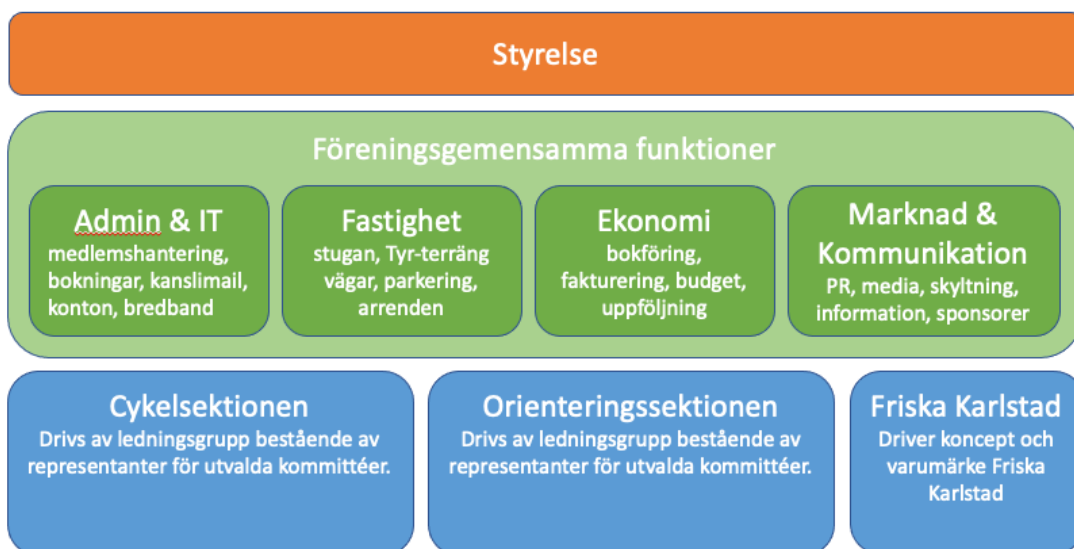 Styrelse
Föreningsgemensamma funktioner
Admin & IT
medlemshantering,
bokningar, kanslimail,
konton, bredband
Fastighet
stugan, Tyr-terräng
vägar, parkering,
arrenden
Ekonomi
bokföring,
fakturering, budget,
uppföljning
Marknad &
Kommunikation
PR, media, skyltning,
information, sponsorer
Cykelsektionen
Drivs av ledningsgrupp bestående av
representanter för utvalda kommittéer.
Orienteringssektionen
Drivs av ledningsgrupp bestående av
representanter för utvalda kommittéer.
Friska Karlstad
Driver koncept och
varumärke Friska
Karlstad